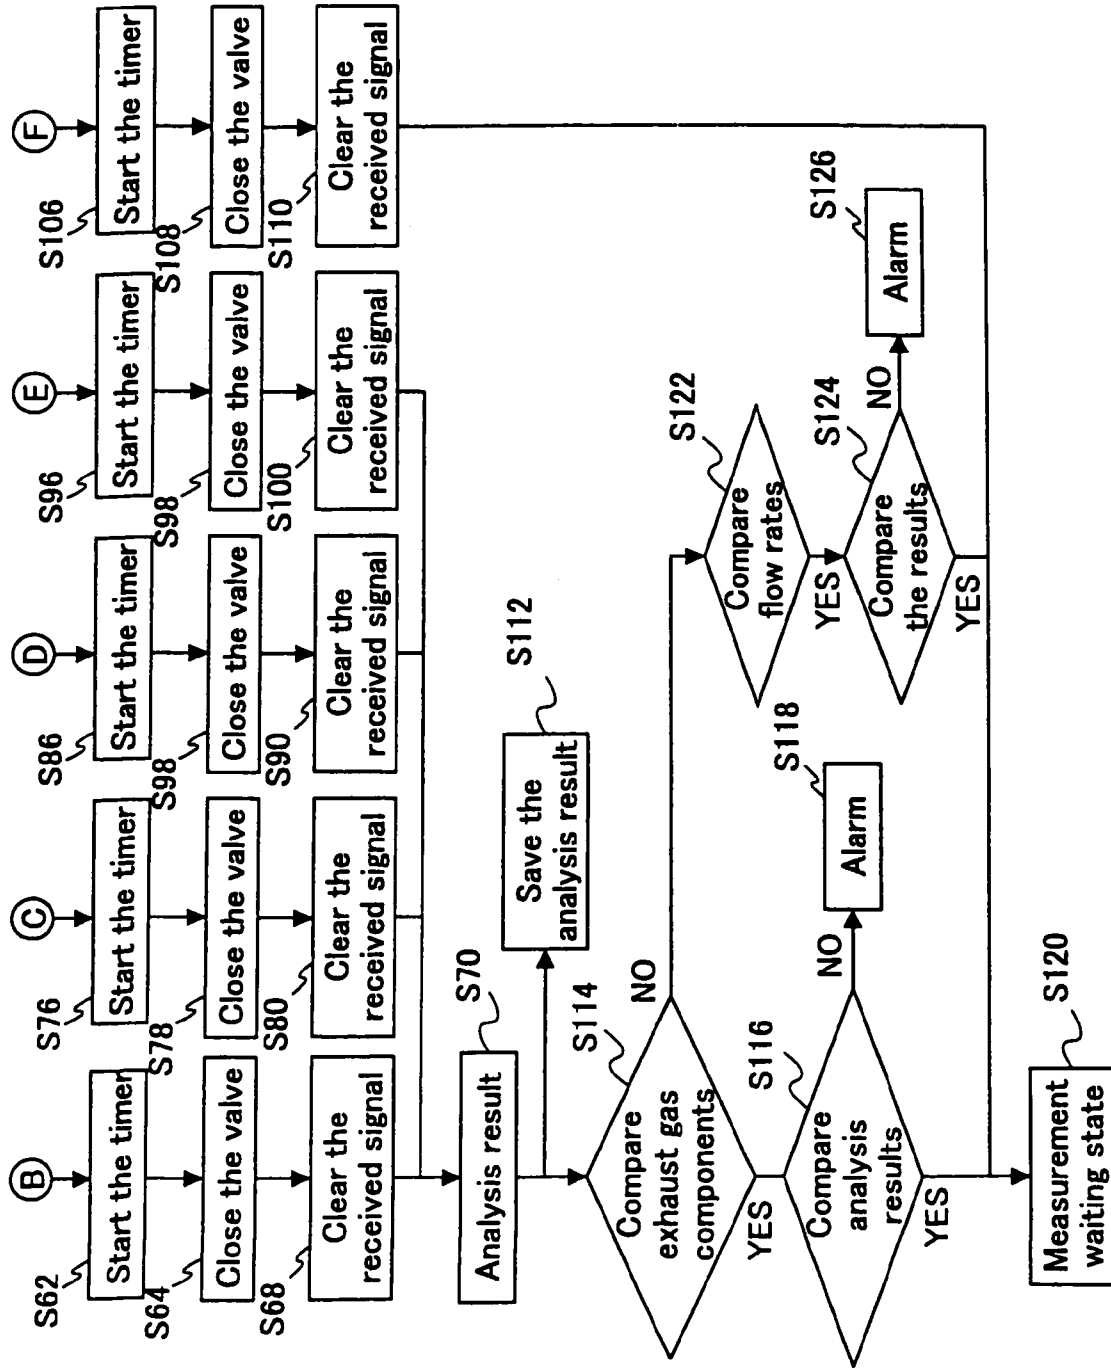 B
C
D
E
F
S62
Start the timer
S76
Start the timer
S86
Start the timer
S96
Start the timer
S106
Start the timer
S64
Close the valve
S78
Close the valve
S98
Close the valve
S98
Close the valve
S108
Close the valve
S68
Clear the
received signal
S80
Clear the
received signal
S90
Clear the
received signal
S100
Clear the
received signal
S110
Clear the
received signal
S70
Analysis result
S112
Save the
analysis result
S114
Compare
exhaust gas
components
NO
YES
S116
Compare
analysis
results
NO
YES
S118
Alarm
S122
Compare
flow rates
YES
S124
Compare
the results
NO
YES
S126
Alarm
S120
Measurement
waiting state